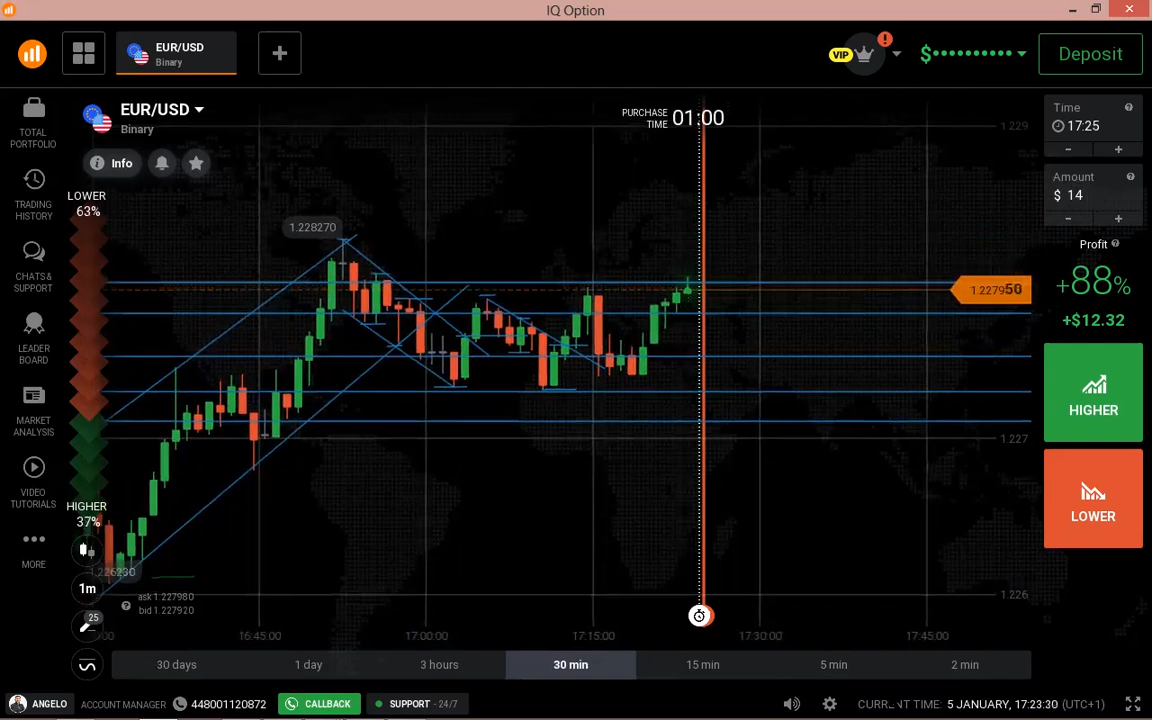 IQ Option
EUR/USD
Binary
VIP
!
$••••••••••
Deposit
TOTAL
PORTFOLIO
TRADING
HISTORY
CHATS &
SUPPORT
LEADER
BOARD
MARKET
ANALYSIS
VIDEO
TUTORIALS
MORE
EUR/USD
Binary
Info
LOWER
63%
HIGHER
37%
1m
25
PURCHASE
TIME
01:00
1.228270
1.226230
ask 1.227980
bid 1.227920
1.229
1.227950
1.227
1.226
16:45:00
17:00:00
17:15:00
17:30:00
17:45:00
30 days
1 day
3 hours
30 min
15 min
5 min
2 min
Time
17:25
-
+
Amount
$ 14
-
+
Profit
+88%
+$12.32
HIGHER
LOWER
ANGELO
ACCOUNT MANAGER
448001120872
CALLBACK
SUPPORT - 24/7
5 JANUARY, 17:23:30 (UTC+1)